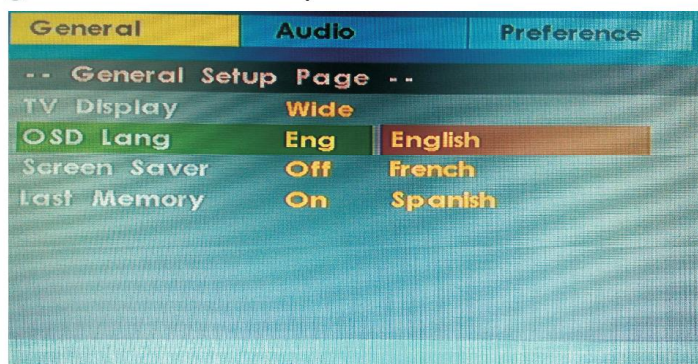 General Audio Preference
-- General Setup Page --
TV Display Wide
OSD Lang Eng English
Screen Saver Off French
Last Memory On Spanish